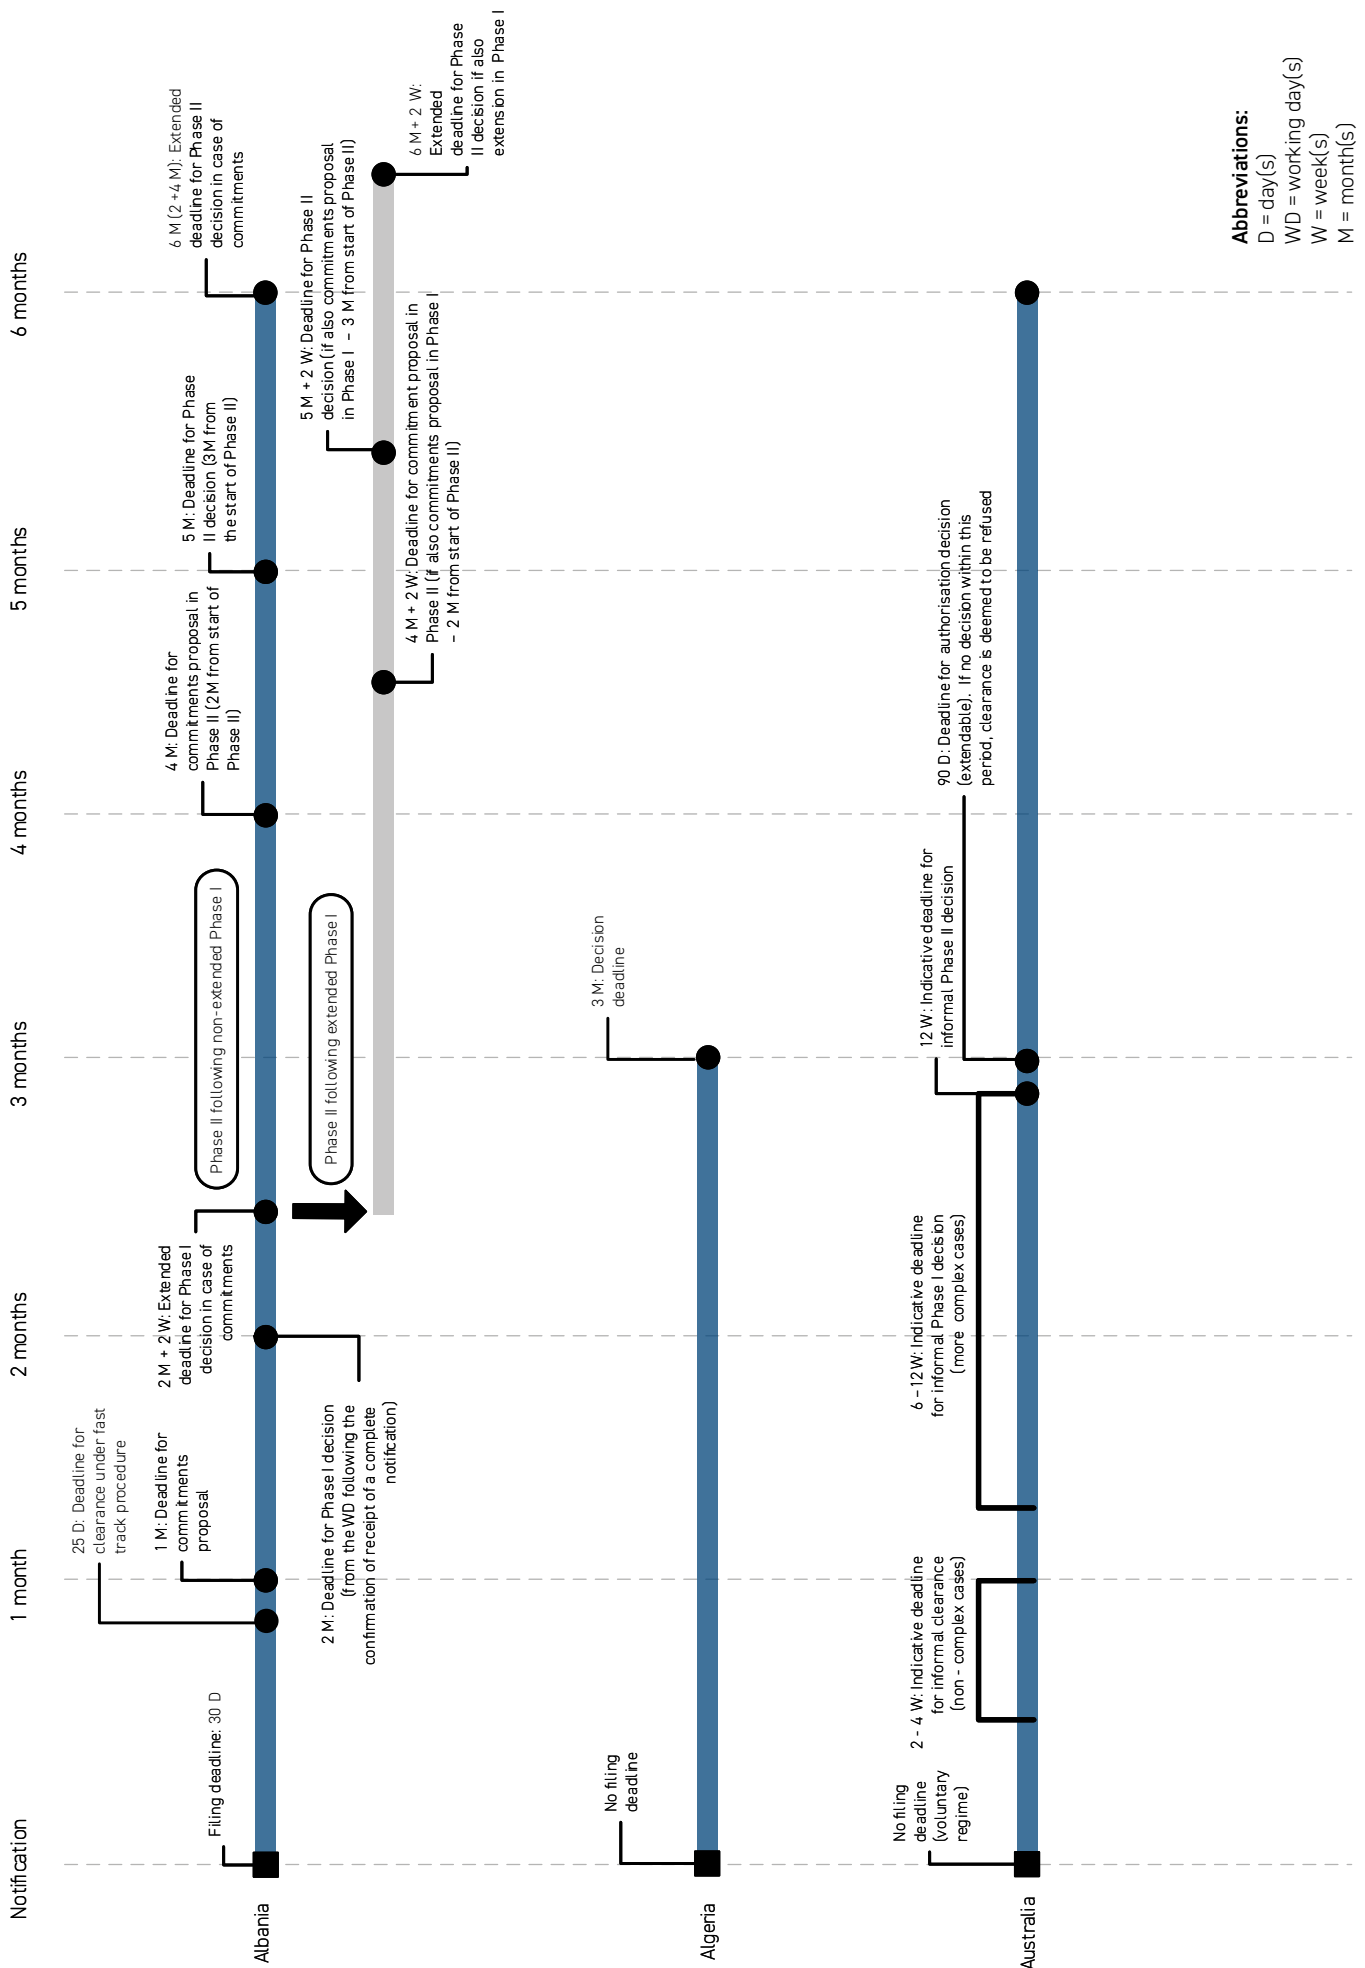 Notification
1 month
2 months
3 months
4 months
5 months
6 months
Albania
Filing deadline: 30 D
25 D: Deadline for
clearance under fast
track procedure
1 M: Deadline for
commitments
proposal
2 M: Deadline for Phase I decision
(from the WD following the
confirmation of receipt of a complete
notification)
2 M + 2 W: Extended
deadline for Phase I
decision in case of
commitments
Phase II following non-extended Phase I
Phase II following extended Phase I
4 M: Deadline for
commitments proposal in
Phase II (2M from start of
Phase II)
5 M: Deadline for Phase
II decision (3M from
the start of Phase II)
6 M (2 +4 M): Extended
deadline for Phase II
decision in case of
commitments
4 M + 2 W: Deadline for commitment proposal in
Phase II (if also commitments proposal in Phase I
– 2 M from start of Phase II)
5 M + 2 W: Deadline for Phase II
decision (if also commitments proposal
in Phase I – 3 M from start of Phase II)
6 M + 2 W:
Extended
deadline for Phase
II decision if also
extension in Phase I
Algeria
No filing
deadline
3 M: Decision
deadline
Australia
No filing
deadline
(voluntary
regime)
2 - 4 W: Indicative deadline
for informal clearance
(non - complex cases)
6 – 12 W: Indicative deadline
for informal Phase I decision
(more complex cases)
12 W: Indicative deadline for
informal Phase II decision
90 D: Deadline for authorisation decision
(extendable). If no decision within this
period, clearance is deemed to be refused
Abbreviations:
D = day(s)
WD = working day(s)
W = week(s)
M = month(s)